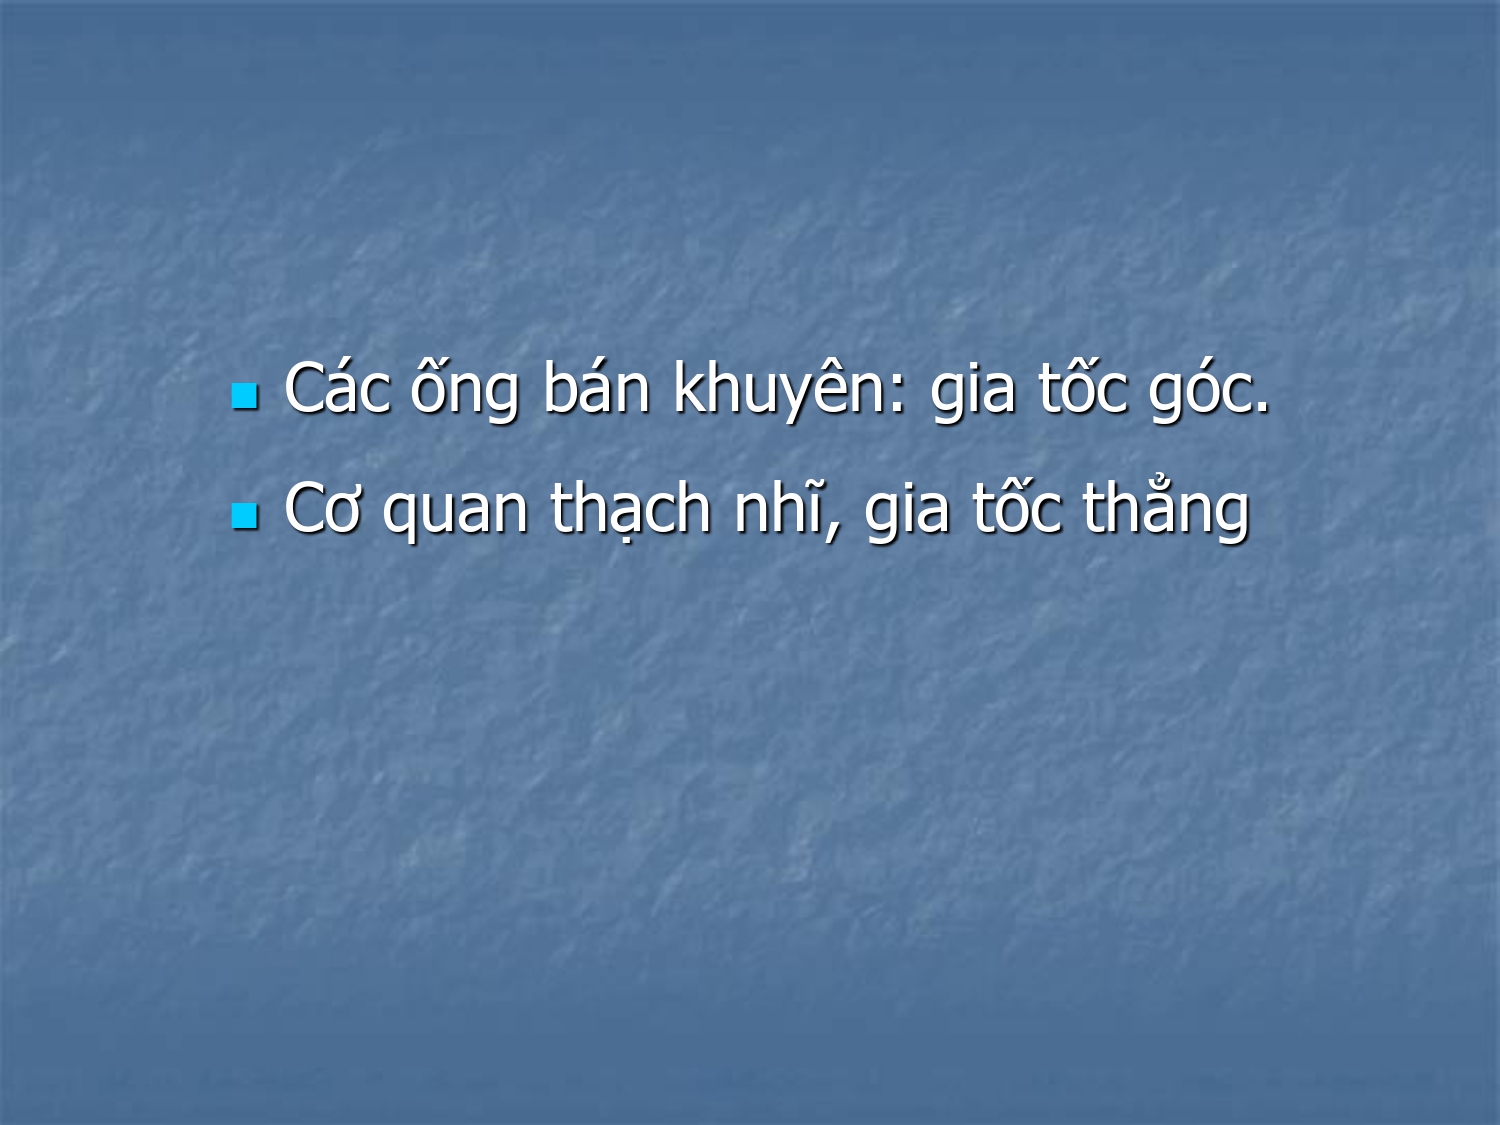 Các ống bán khuyên: gia tốc góc.
Cơ quan thạch nhĩ, gia tốc thẳng